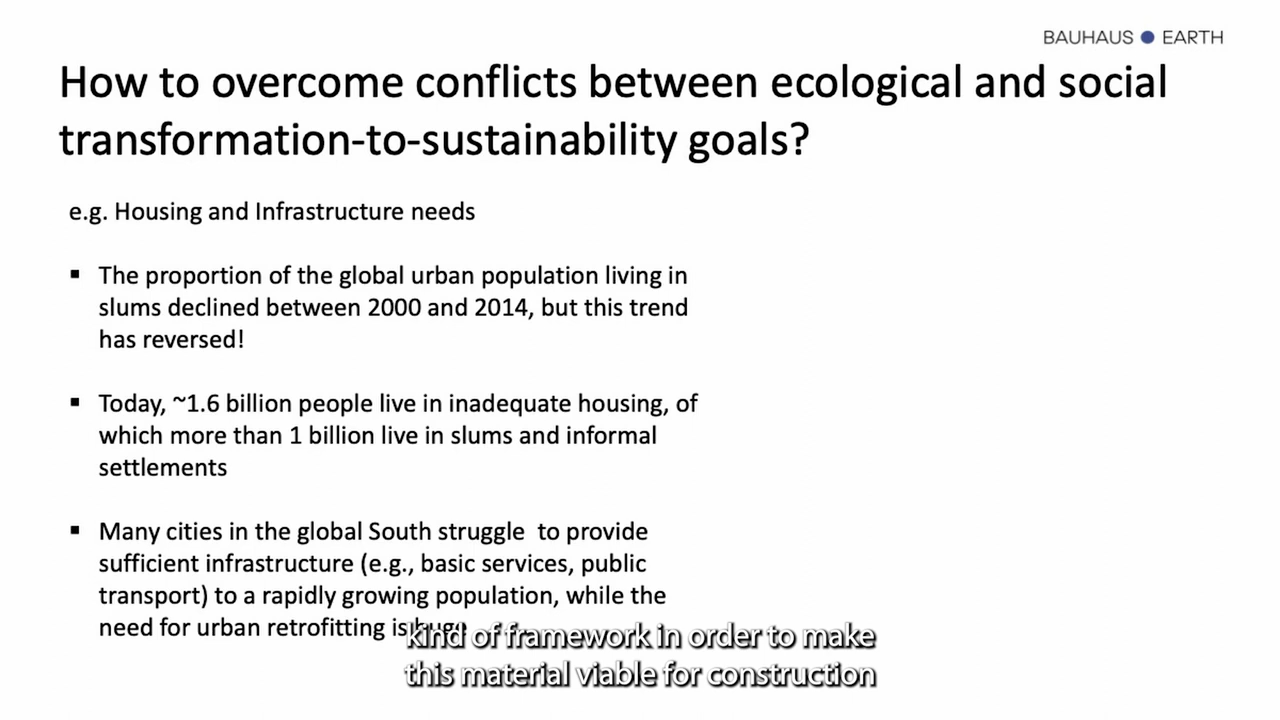 BAUHAUS EARTH
How to overcome conflicts between ecological and social
transformation-to-sustainability goals?
e.g. Housing and Infrastructure needs
▪ The proportion of the global urban population living in
slums declined between 2000 and 2014, but this trend
has reversed!
▪ Today, ~1.6 billion people live in inadequate housing, of
which more than 1 billion live in slums and informal
settlements
▪ Many cities in the global South struggle to provide
sufficient infrastructure (e.g., basic services, public
transport) to a rapidly growing population, while the
need for urban retrofitting is huge
kind of framework in order to make
this material viable for construction